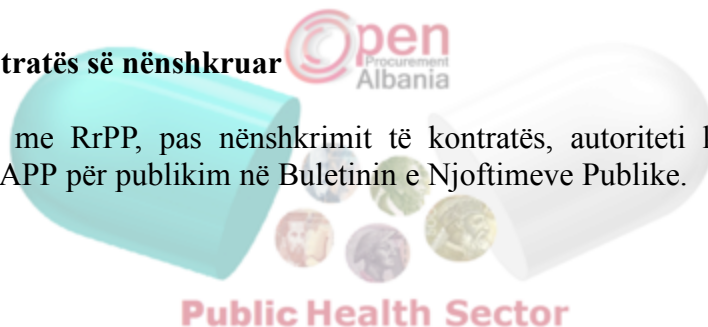 Open
Procurement
Albania
tratës së nënshkruar
me RrPP, pas nënshkrimit të kontratës, autoriteti
APP për publikim në Buletinin e Njoftimeve Publike.
Public Health Sector